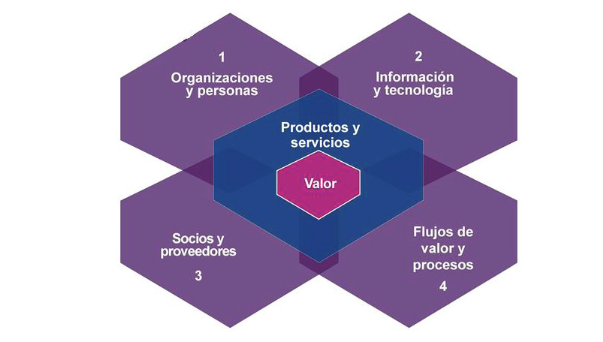 1
Organizaciones
y personas
2
Información
y tecnología
Productos y
servicios
Valor
Socios y
proveedores
3
Flujos de
valor y
procesos
4